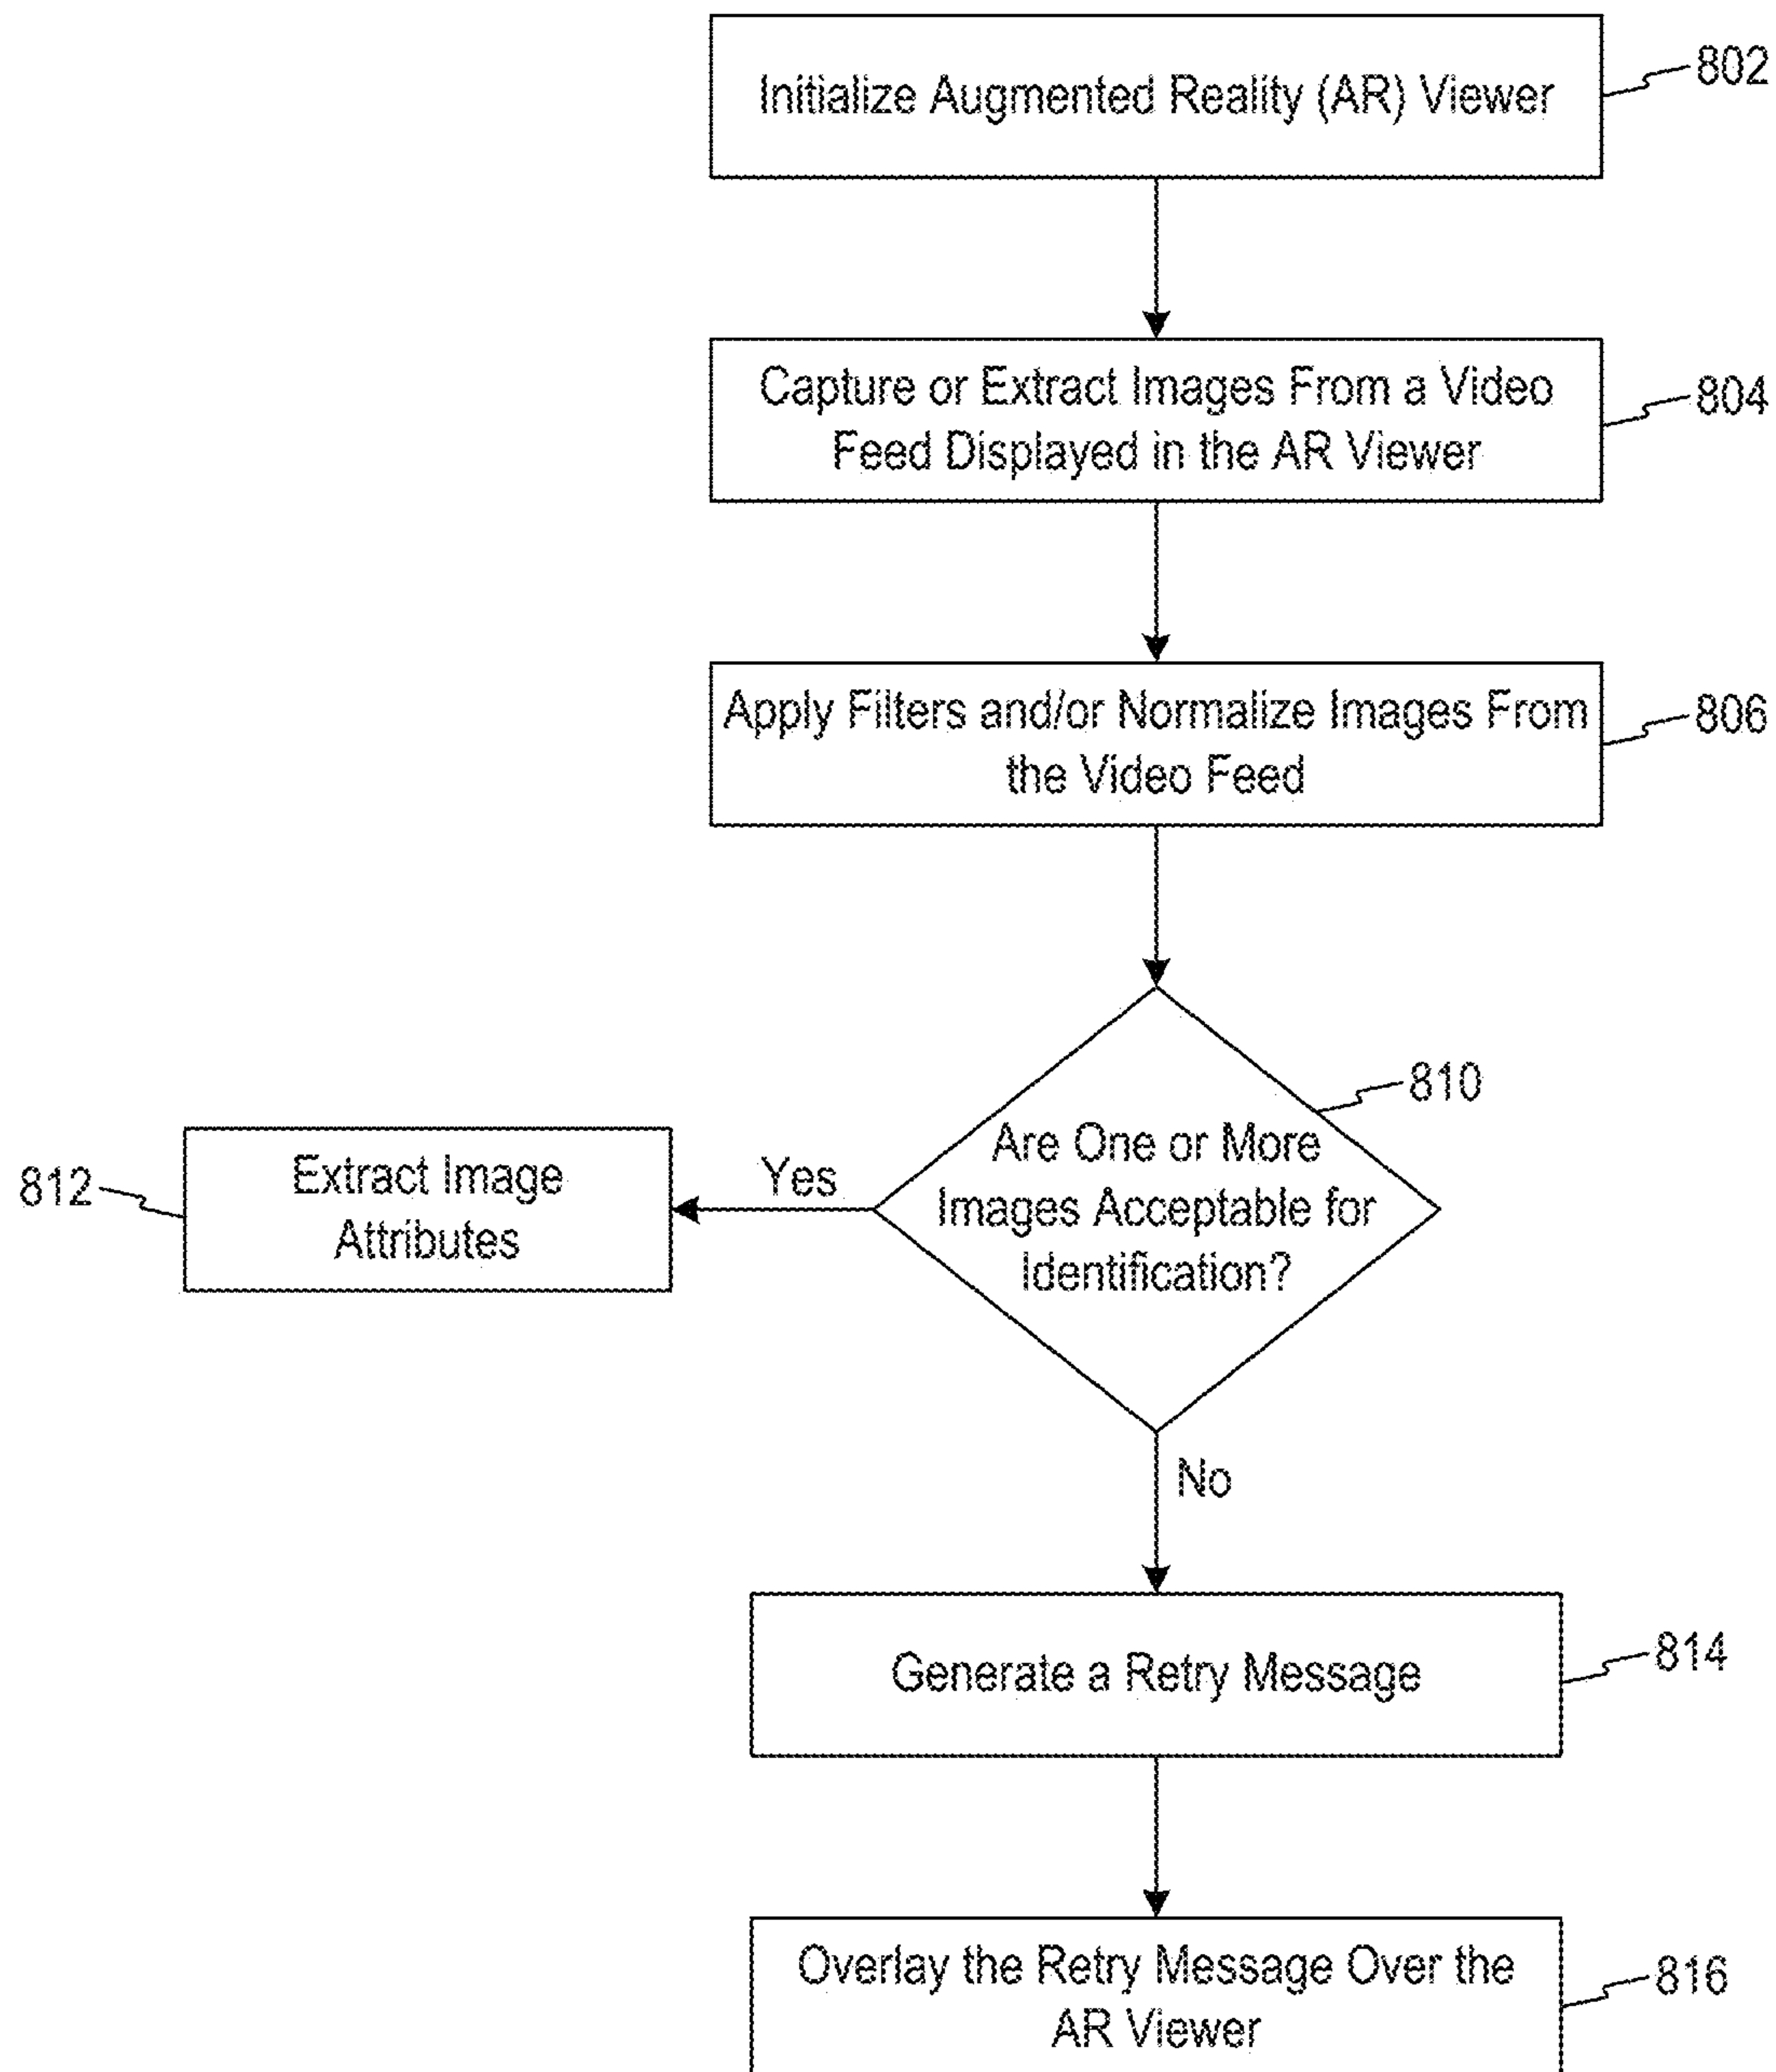 Initialize Augmented Reality (AR) Viewer
802
Capture or Extract Images From a Video
Feed Displayed in the AR Viewer
804
Apply Filters and/or Normalize Images From
the Video Feed
806
810
Are One or More
Images Acceptable for
Identification?
Yes
812
Extract Image
Attributes
No
Generate a Retry Message
814
Overlay the Retry Message Over the
AR Viewer
816